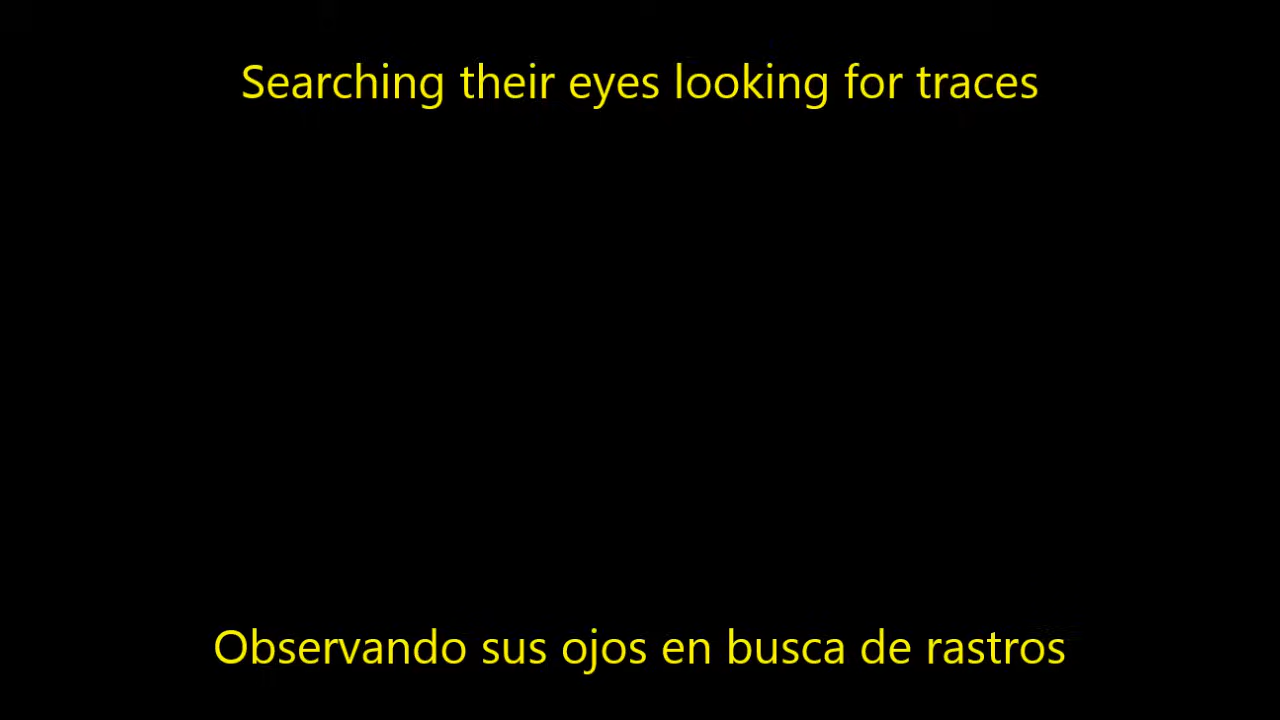 Searching their eyes looking for traces
Observando sus ojos en busca de rastros